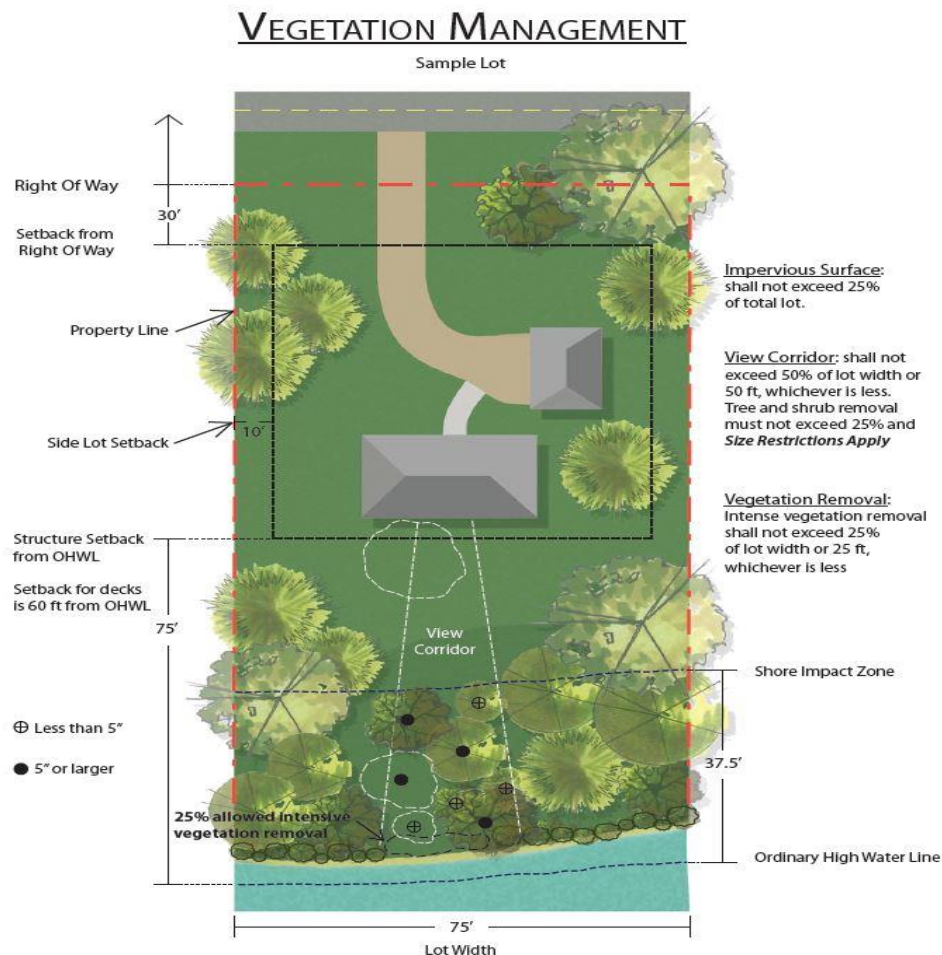 VEGETATION MANAGEMENT
Sample Lot
Right Of Way
30'
Setback from
Right Of Way
Property Line
Side Lot Setback
10'
Structure Setback
from OHWL
Setback for decks
is 60 ft from OHWL
75'
⊕ Less than 5"
● 5" or larger
25% allowed intensive
vegetation removal
View
Corridor
Impervious Surface:
shall not exceed 25%
of total lot.
View Corridor: shall not
exceed 50% of lot width or
50 ft, whichever is less.
Tree and shrub removal
must not exceed 25% and
Size Restrictions Apply
Vegetation Removal:
Intense vegetation removal
shall not exceed 25%
of lot width or 25 ft,
whichever is less
Shore Impact Zone
37.5'
Ordinary High Water Line
75'
Lot Width